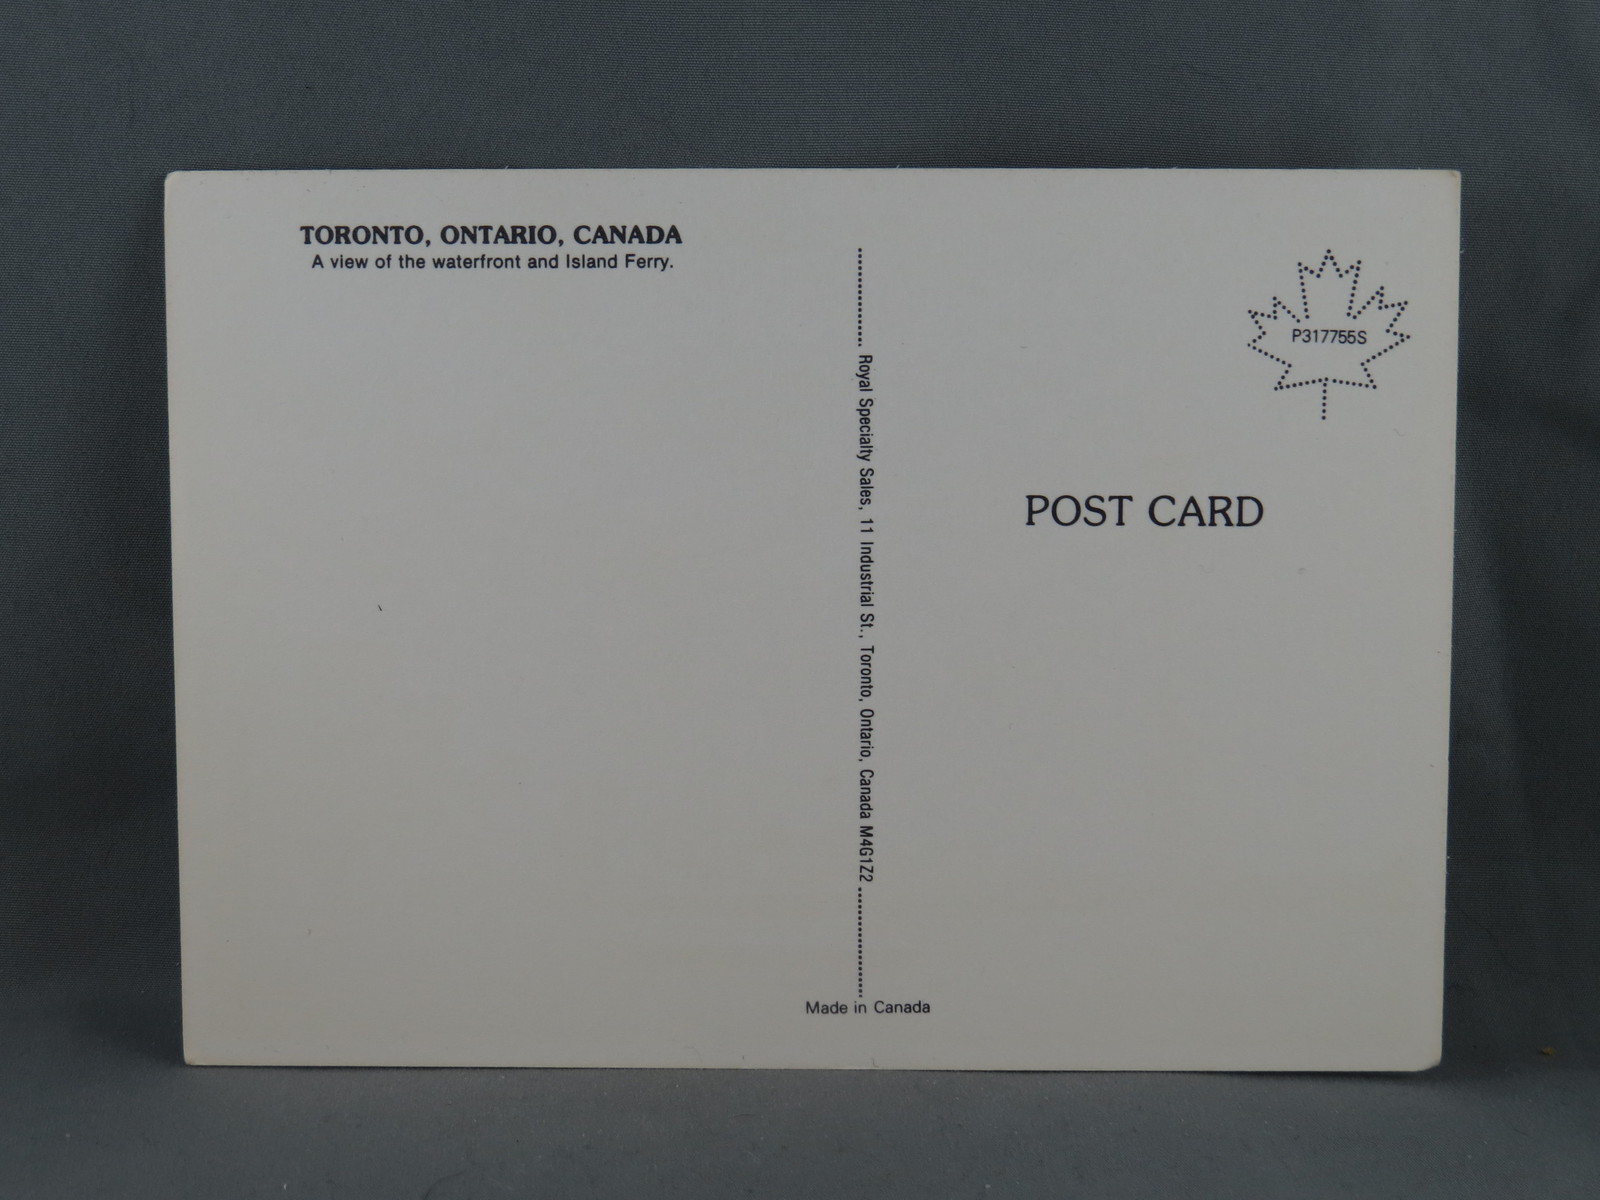 TORONTO, ONTARIO, CANADA
A view of the waterfront and Island Ferry.
Royal Specialty Sales, 11 Industrial St., Toronto, Ontario, Canada M4G1Z2
P317755S
POST CARD
Made in Canada